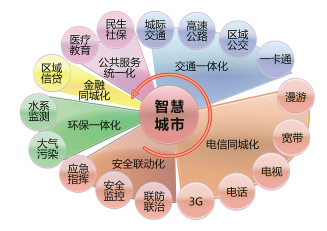 民生
社保
城际
交通
高速
公路
区域
公交
一卡通
医疗
教育
公共服务
统一化
交通一体化
区域
信贷
金融
同城化
智慧
城市
漫游
水系
监测
环保一体化
电信同城化
宽带
大气
污染
安全联动化
电视
应急
指挥
安全
监控
联防
联治
3G
电话